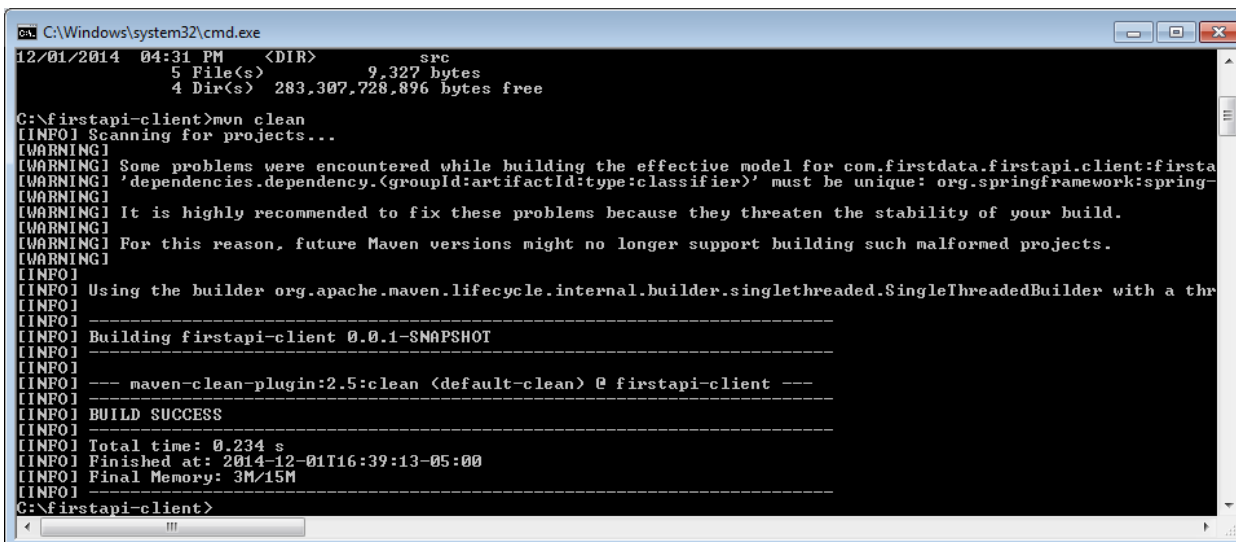 C:\Windows\system32\cmd.exe
12/01/2014  04:31 PM    <DIR>          src
               5 File(s)          9,327 bytes
               4 Dir(s)  283,307,728,896 bytes free
C:\firstapi-client>mvn clean
[INFO] Scanning for projects...
[WARNING]
[WARNING] Some problems were encountered while building the effective model for com.firstdata.firstapi.client:firsta
[WARNING] 'dependencies.dependency.(groupId:artifactId:type:classifier)' must be unique: org.springframework:spring-
[WARNING]
[WARNING] It is highly recommended to fix these problems because they threaten the stability of your build.
[WARNING]
[WARNING] For this reason, future Maven versions might no longer support building such malformed projects.
[WARNING]
[INFO]
[INFO] Using the builder org.apache.maven.lifecycle.internal.builder.singlethreaded.SingleThreadedBuilder with a thr
[INFO]
[INFO] ------------------------------------------------------------------------
[INFO] Building firstapi-client 0.0.1-SNAPSHOT
[INFO] ------------------------------------------------------------------------
[INFO]
[INFO] --- maven-clean-plugin:2.5:clean (default-clean) @ firstapi-client ---
[INFO] ------------------------------------------------------------------------
[INFO] BUILD SUCCESS
[INFO] ------------------------------------------------------------------------
[INFO] Total time: 0.234 s
[INFO] Finished at: 2014-12-01T16:39:13-05:00
[INFO] Final Memory: 3M/15M
[INFO] ------------------------------------------------------------------------
C:\firstapi-client>